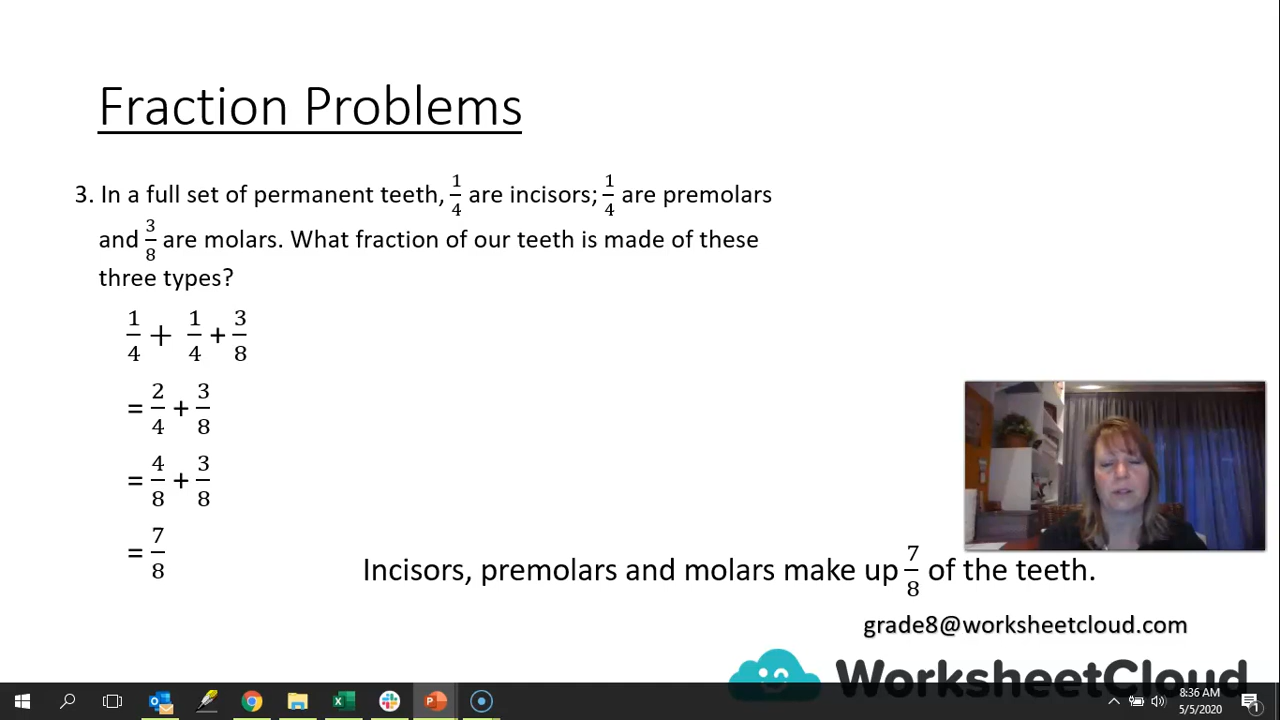 Fraction Problems
3. In a full set of permanent teeth, 1/4 are incisors; 1/4 are premolars
and 3/8 are molars. What fraction of our teeth is made of these
three types?
1/4 + 1/4 + 3/8
= 2/4 + 3/8
= 4/8 + 3/8
= 7/8
Incisors, premolars and molars make up 7/8 of the teeth.
grade8@worksheetcloud.com
WorksheetCloud
8:36 AM
5/5/2020
1